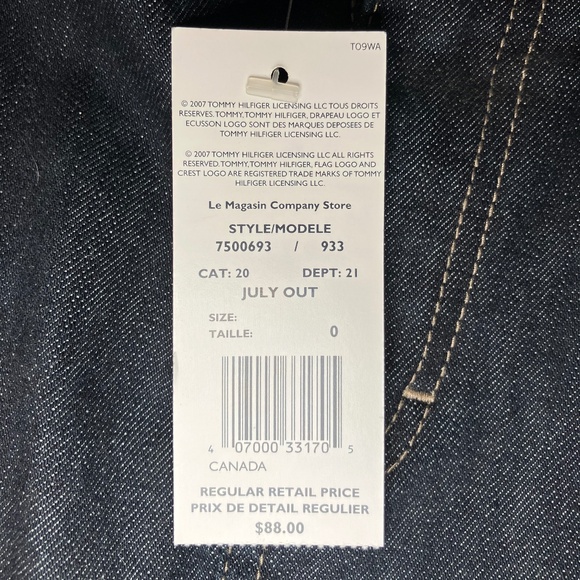 TO9WA
© 2007 TOMMY HILFIGER LICENSING LLC TOUS DROITS
RESERVES. TOMMY, TOMMY HILFIGER, DRAPEAU LOGO ET
ECUSSON LOGO SONT DES MARQUES DEPOSEES DE
TOMMY HILFIGER LICENSING LLC.
© 2007 TOMMY HILFIGER LICENSING LLC ALL RIGHTS
RESERVED. TOMMY, TOMMY HILFIGER, FLAG LOGO AND
CREST LOGO ARE REGISTERED TRADE MARKS OF TOMMY
HILFIGER LICENSING LLC.
Le Magasin Company Store
STYLE/MODELE
7500693 / 933
CAT: 20 DEPT: 21
JULY OUT
SIZE:
TAILLE: 0
4 07000 33170 5
CANADA
REGULAR RETAIL PRICE
PRIX DE DETAIL REGULIER
$88.00